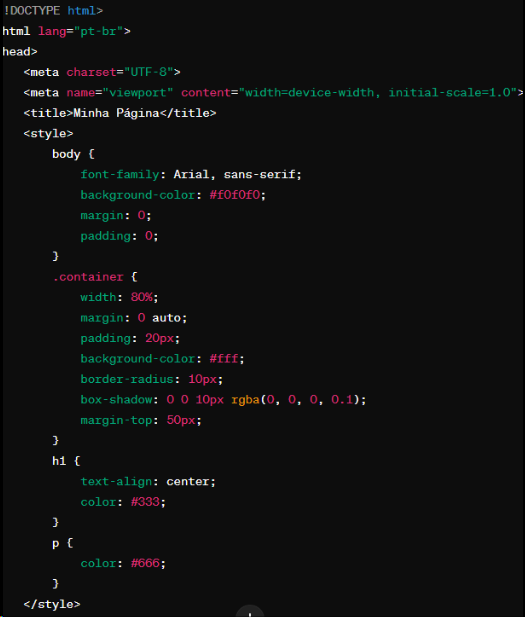 !DOCTYPE html>
html lang="pt-br">
head>
<meta charset="UTF-8">
<meta name="viewport" content="width=device-width, initial-scale=1.0">
<title>Minha Página</title>
<style>
body {
font-family: Arial, sans-serif;
background-color: #f0f0f0;
margin: 0;
padding: 0;
}
.container {
width: 80%;
margin: 0 auto;
padding: 20px;
background-color: #fff;
border-radius: 10px;
box-shadow: 0 0 10px rgba(0, 0, 0, 0.1);
margin-top: 50px;
}
h1 {
text-align: center;
color: #333;
}
p {
color: #666;
}
</style>